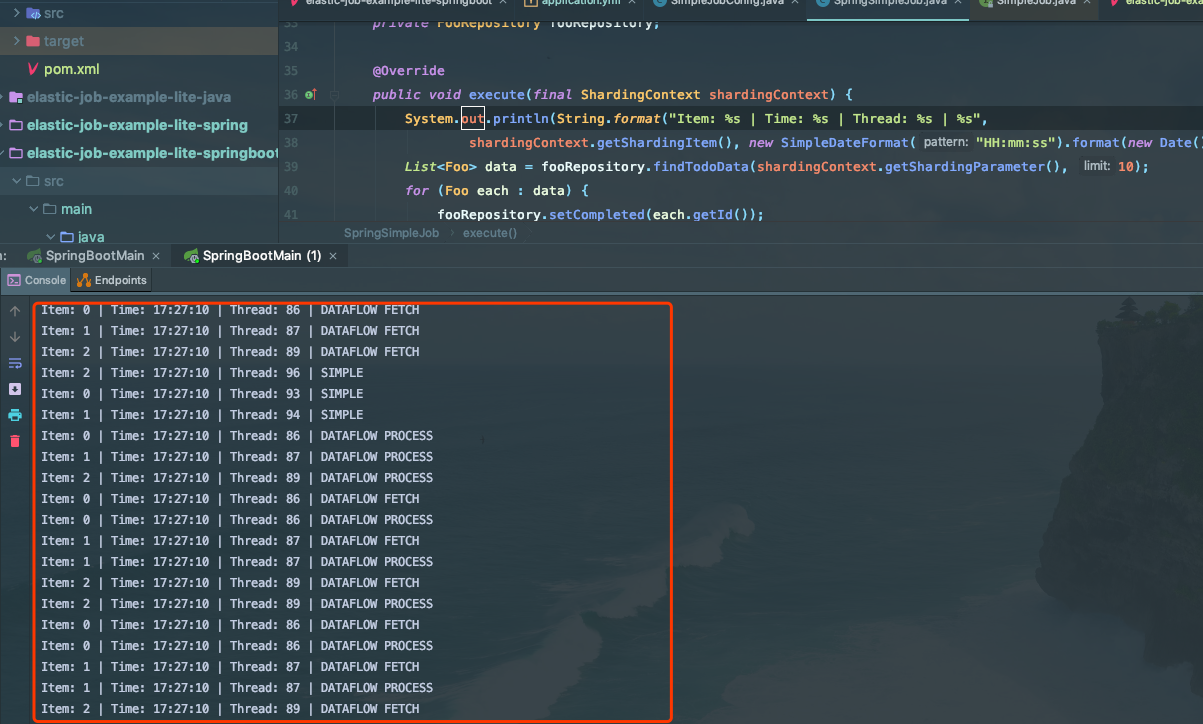 src
target
pom.xml
elastic-job-example-lite-java
elastic-job-example-lite-spring
elastic-job-example-lite-springboot
src
main
java
elastic-job-example-lite-springboot
application.yml
SimpleJobConfig.java
SpringSimpleJob.java
SimpleJob.java
33 private FooRepository fooRepository;
34
35 @Override
36 public void execute(final ShardingContext shardingContext) {
37 System.out.println(String.format("Item: %s | Time: %s | Thread: %s | %s",
38 shardingContext.getShardingItem(), new SimpleDateFormat( pattern: "HH:mm:ss").format(new Date()
39 List<Foo> data = fooRepository.findTodoData(shardingContext.getShardingParameter(), limit: 10);
40 for (Foo each : data) {
41 fooRepository.setCompleted(each.getId());
SpringSimpleJob › execute()
SpringBootMain × SpringBootMain (1) ×
Console Endpoints
Item: 0 | Time: 17:27:10 | Thread: 86 | DATAFLOW FETCH
Item: 1 | Time: 17:27:10 | Thread: 87 | DATAFLOW FETCH
Item: 2 | Time: 17:27:10 | Thread: 89 | DATAFLOW FETCH
Item: 2 | Time: 17:27:10 | Thread: 96 | SIMPLE
Item: 0 | Time: 17:27:10 | Thread: 93 | SIMPLE
Item: 1 | Time: 17:27:10 | Thread: 94 | SIMPLE
Item: 0 | Time: 17:27:10 | Thread: 86 | DATAFLOW PROCESS
Item: 1 | Time: 17:27:10 | Thread: 87 | DATAFLOW PROCESS
Item: 2 | Time: 17:27:10 | Thread: 89 | DATAFLOW PROCESS
Item: 0 | Time: 17:27:10 | Thread: 86 | DATAFLOW FETCH
Item: 0 | Time: 17:27:10 | Thread: 86 | DATAFLOW PROCESS
Item: 1 | Time: 17:27:10 | Thread: 87 | DATAFLOW FETCH
Item: 1 | Time: 17:27:10 | Thread: 87 | DATAFLOW PROCESS
Item: 2 | Time: 17:27:10 | Thread: 89 | DATAFLOW FETCH
Item: 2 | Time: 17:27:10 | Thread: 89 | DATAFLOW PROCESS
Item: 0 | Time: 17:27:10 | Thread: 86 | DATAFLOW FETCH
Item: 0 | Time: 17:27:10 | Thread: 86 | DATAFLOW PROCESS
Item: 1 | Time: 17:27:10 | Thread: 87 | DATAFLOW FETCH
Item: 1 | Time: 17:27:10 | Thread: 87 | DATAFLOW PROCESS
Item: 2 | Time: 17:27:10 | Thread: 89 | DATAFLOW FETCH